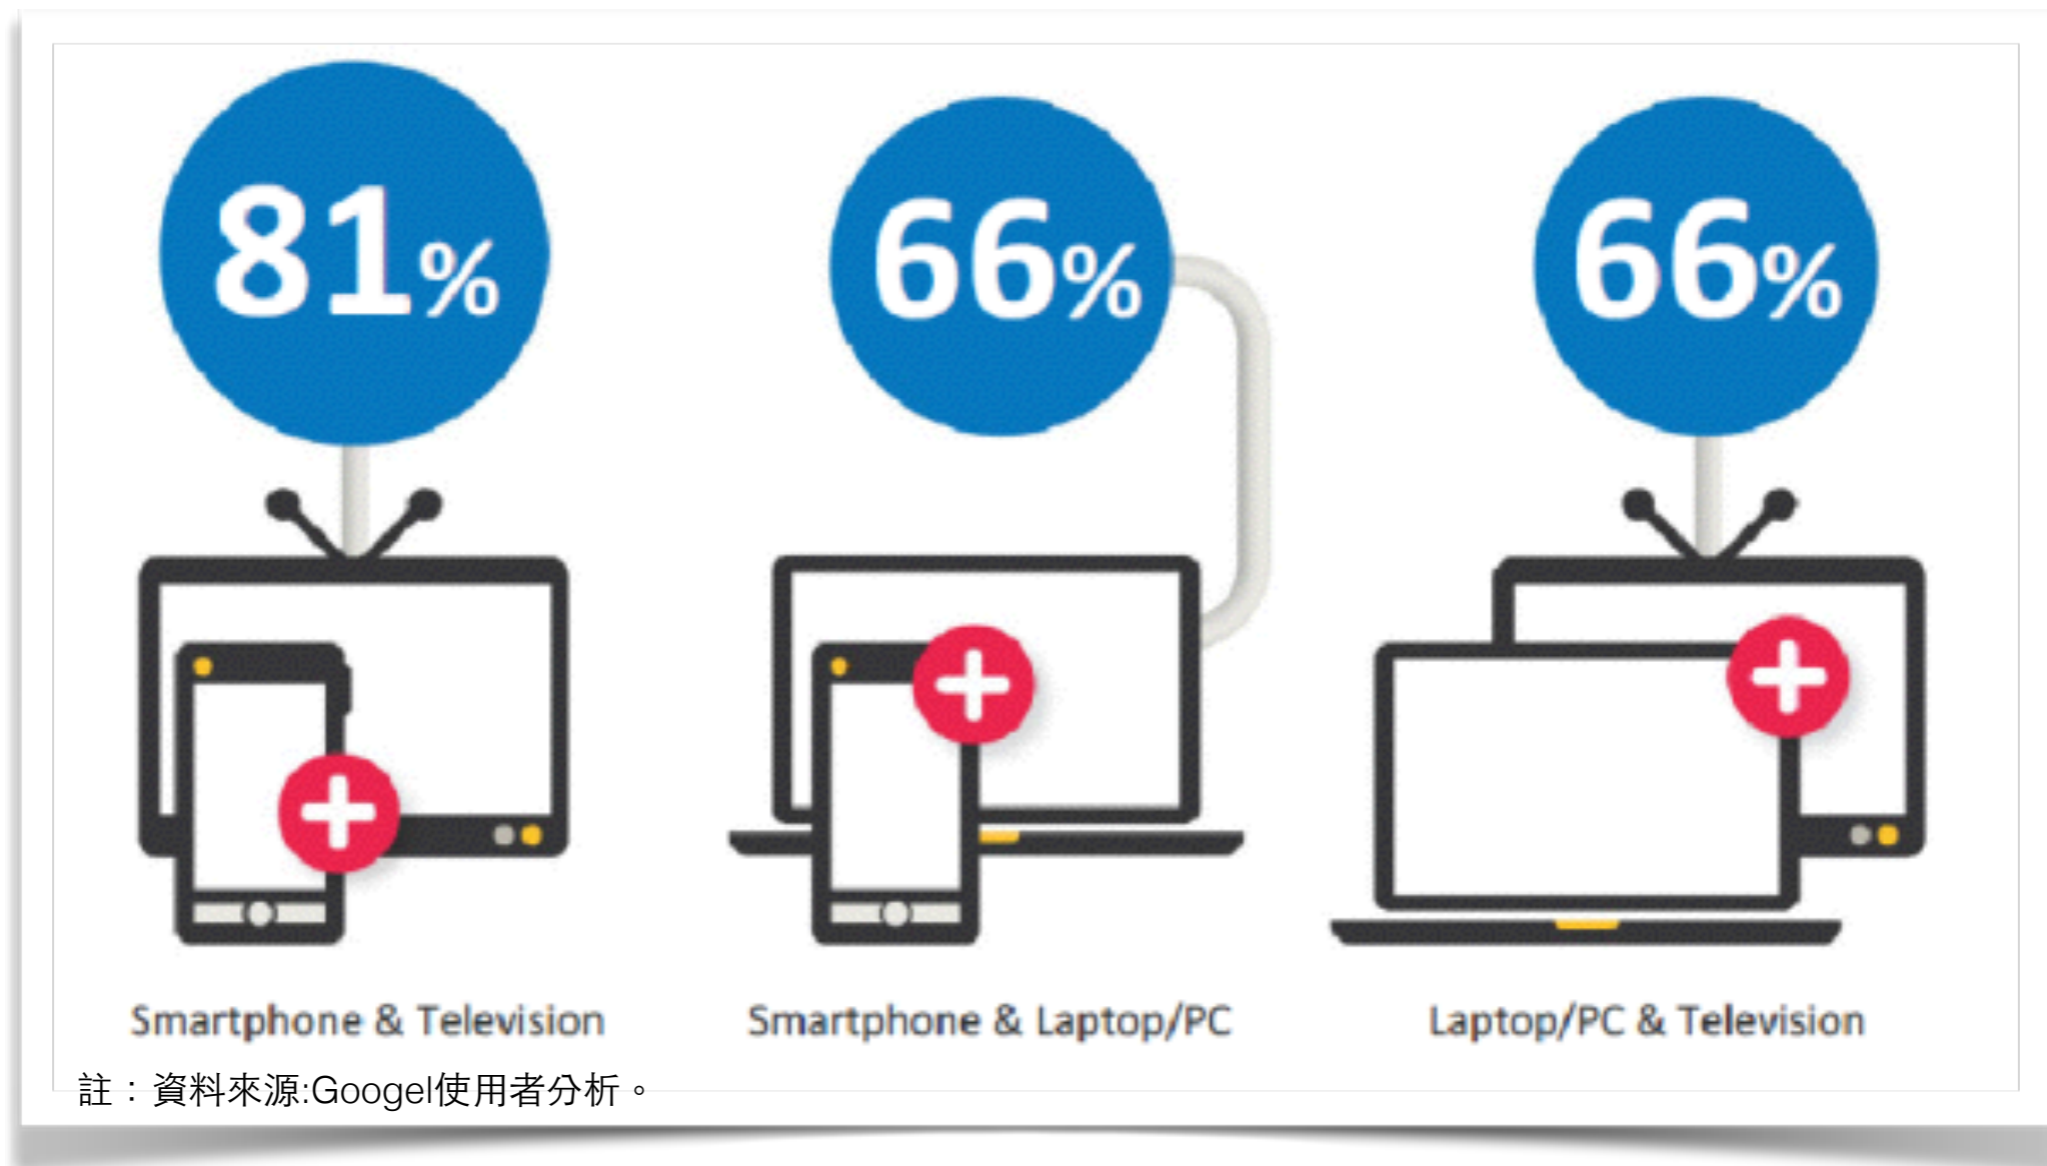 81%
66%
66%
Smartphone & Television
Smartphone & Laptop/PC
Laptop/PC & Television
註：資料來源:Googel使用者分析。